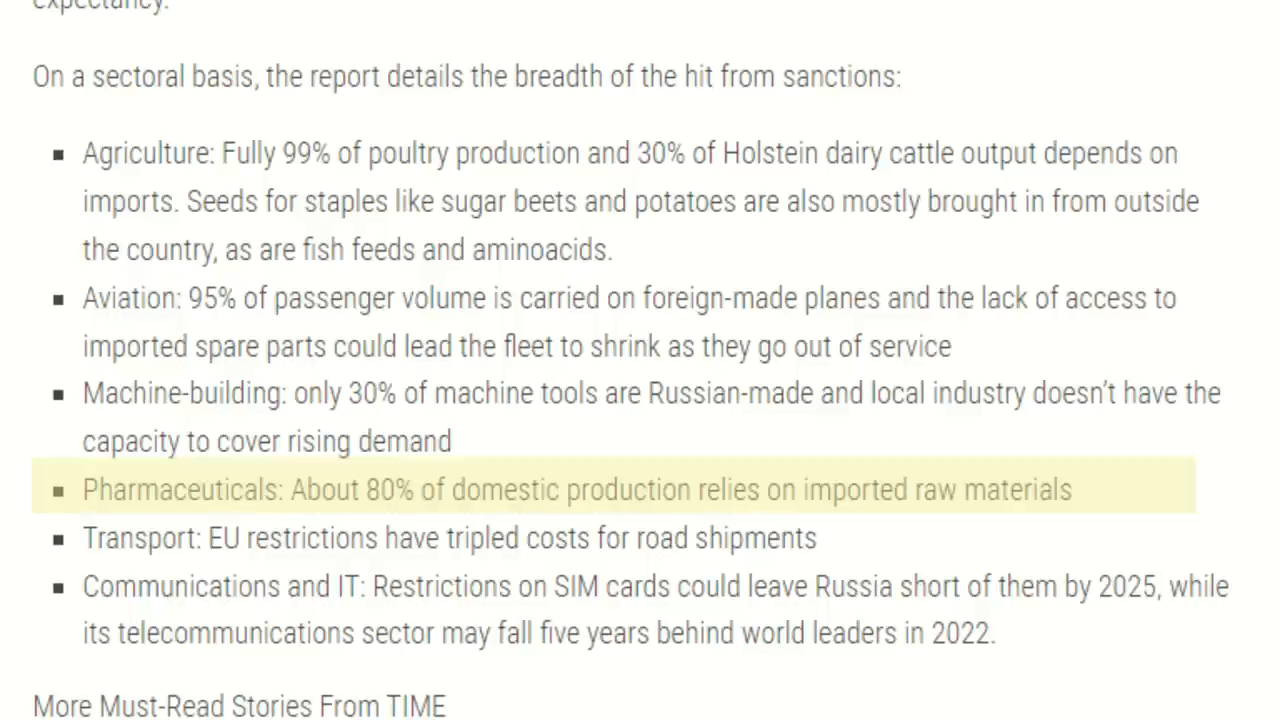 expectancy.
On a sectoral basis, the report details the breadth of the hit from sanctions:
▪ Agriculture: Fully 99% of poultry production and 30% of Holstein dairy cattle output depends on
imports. Seeds for staples like sugar beets and potatoes are also mostly brought in from outside
the country, as are fish feeds and aminoacids.
▪ Aviation: 95% of passenger volume is carried on foreign-made planes and the lack of access to
imported spare parts could lead the fleet to shrink as they go out of service
▪ Machine-building: only 30% of machine tools are Russian-made and local industry doesn’t have the
capacity to cover rising demand
▪ Pharmaceuticals: About 80% of domestic production relies on imported raw materials
▪ Transport: EU restrictions have tripled costs for road shipments
▪ Communications and IT: Restrictions on SIM cards could leave Russia short of them by 2025, while
its telecommunications sector may fall five years behind world leaders in 2022.
More Must-Read Stories From TIME